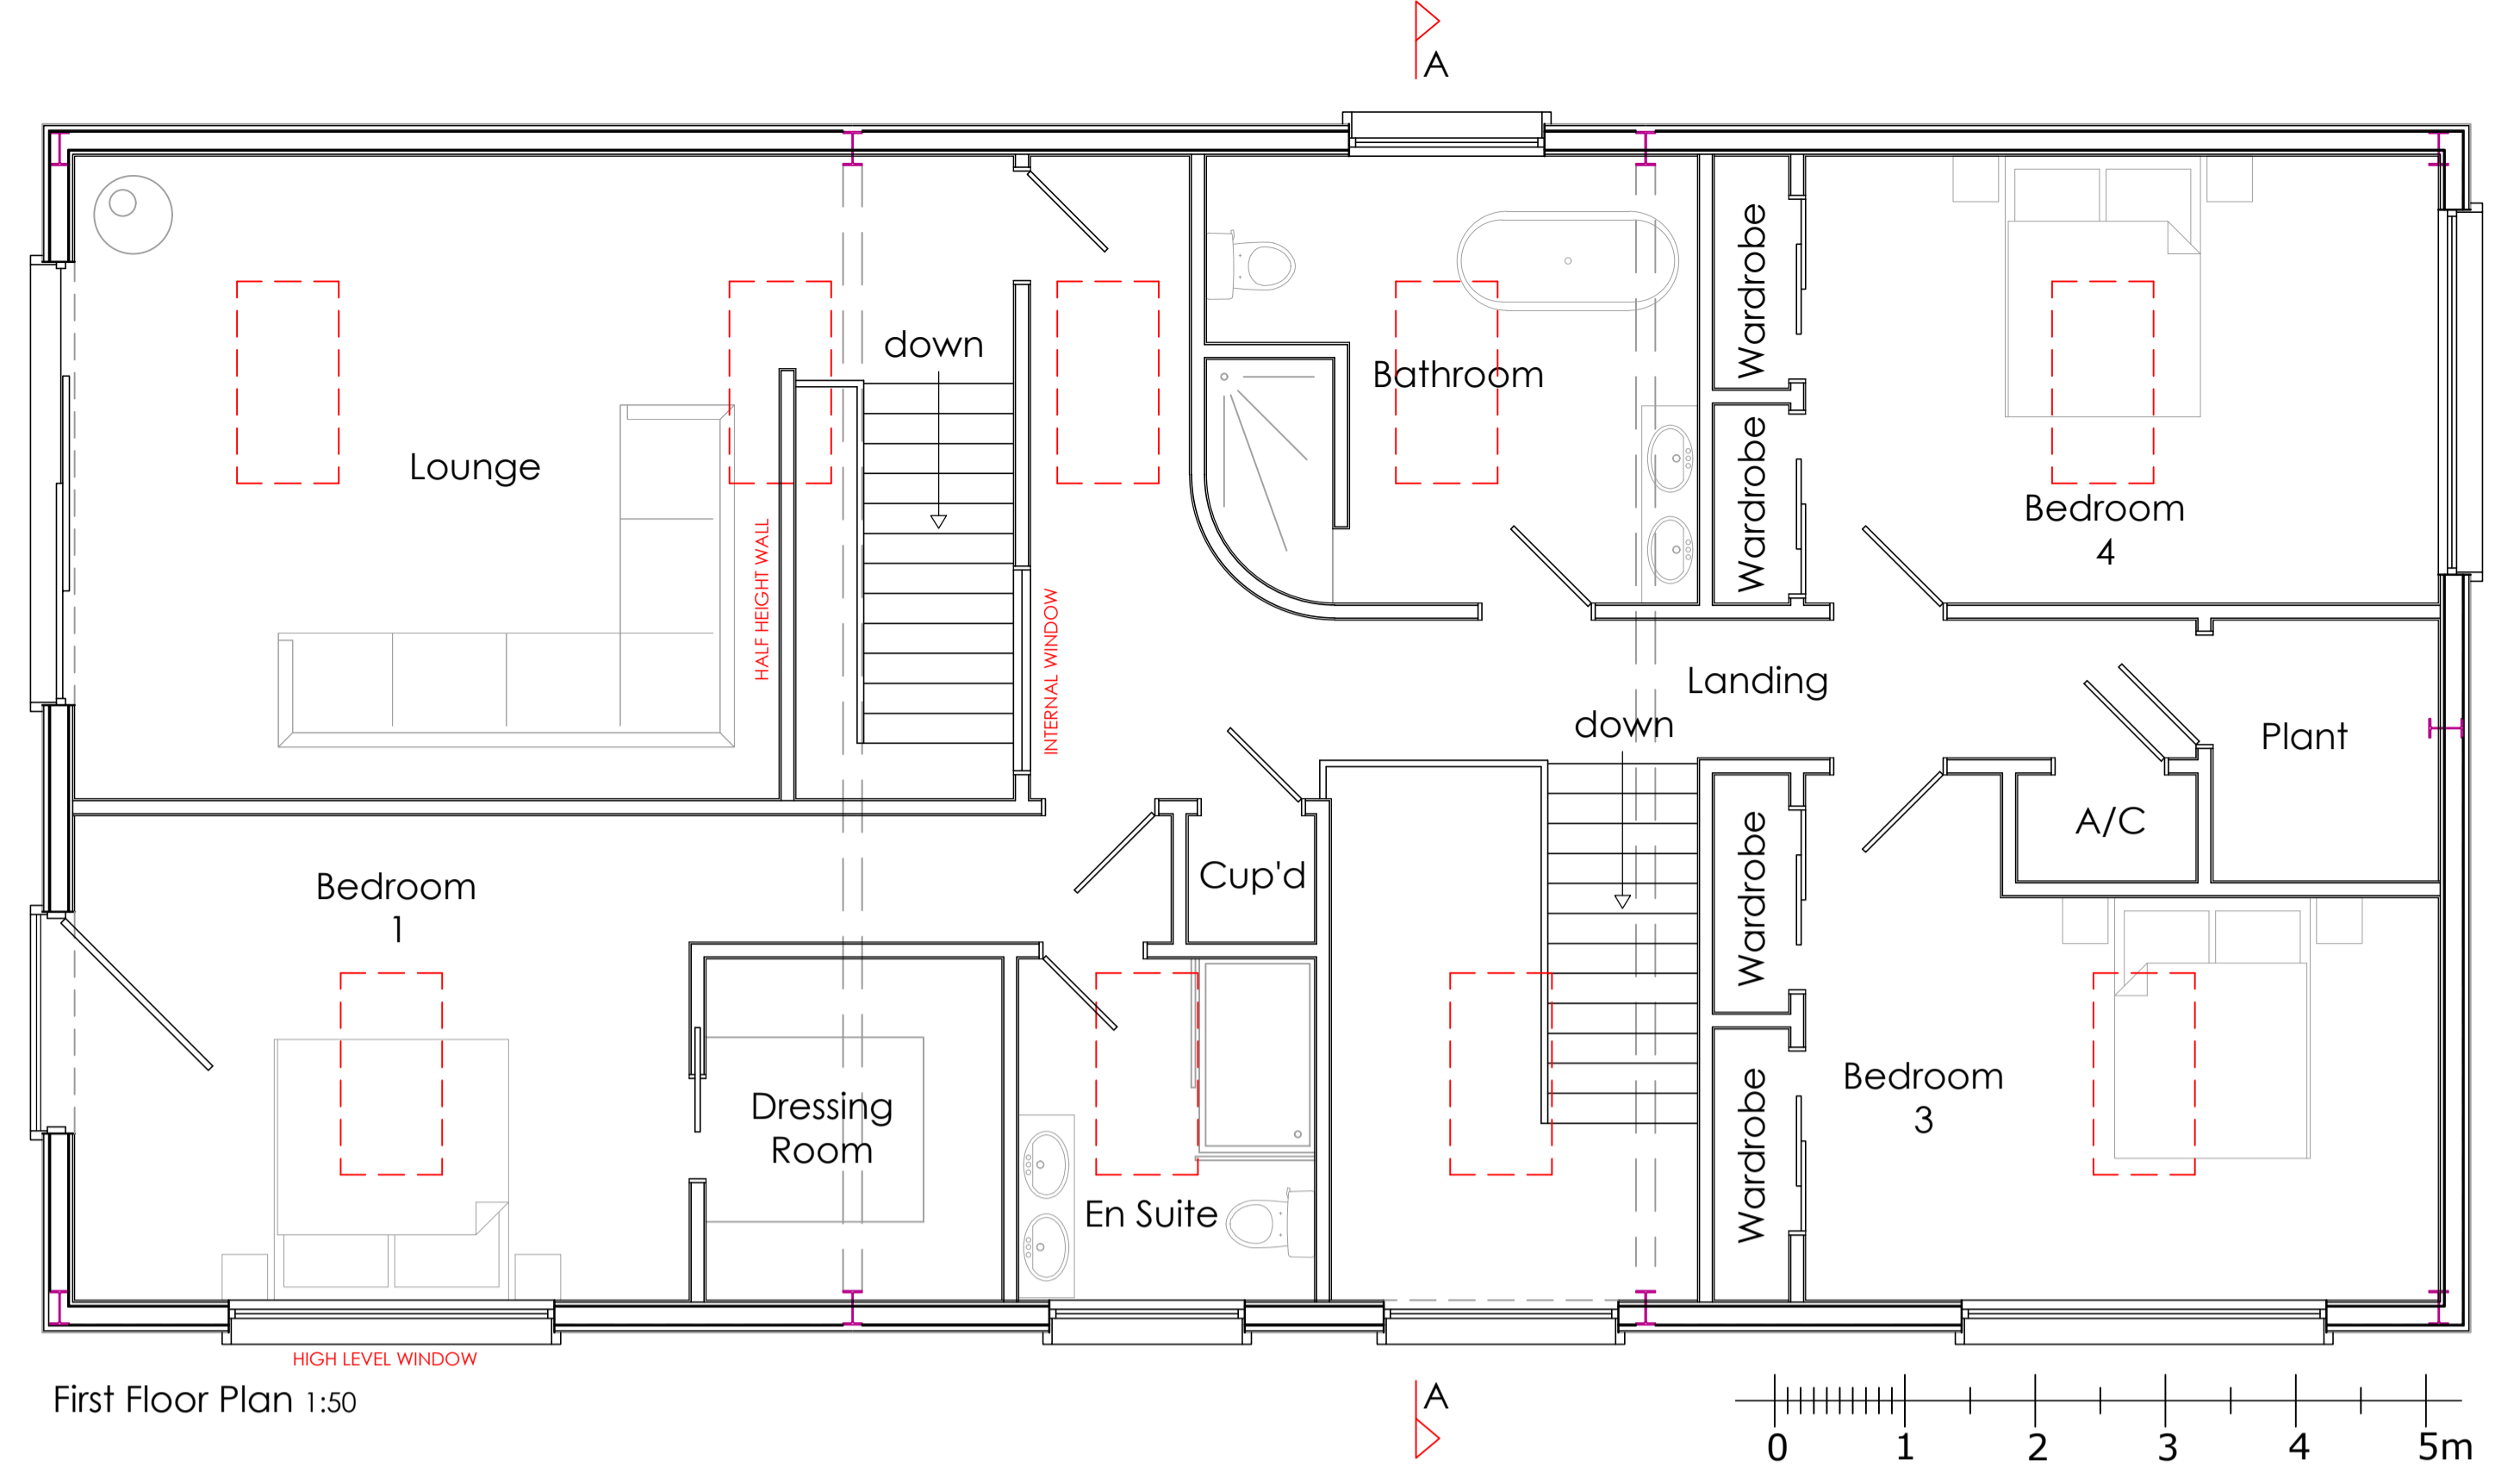 A
down
Lounge
Bathroom
Wardrobe
Wardrobe
Bedroom
4
HALF HEIGHT WALL
INTERNAL WINDOW
Landing
down
Plant
A/C
Bedroom
1
Cup'd
Wardrobe
Wardrobe
Dressing
Room
En Suite
Bedroom
3
HIGH LEVEL WINDOW
First Floor Plan 1:50
A
0 1 2 3 4 5m